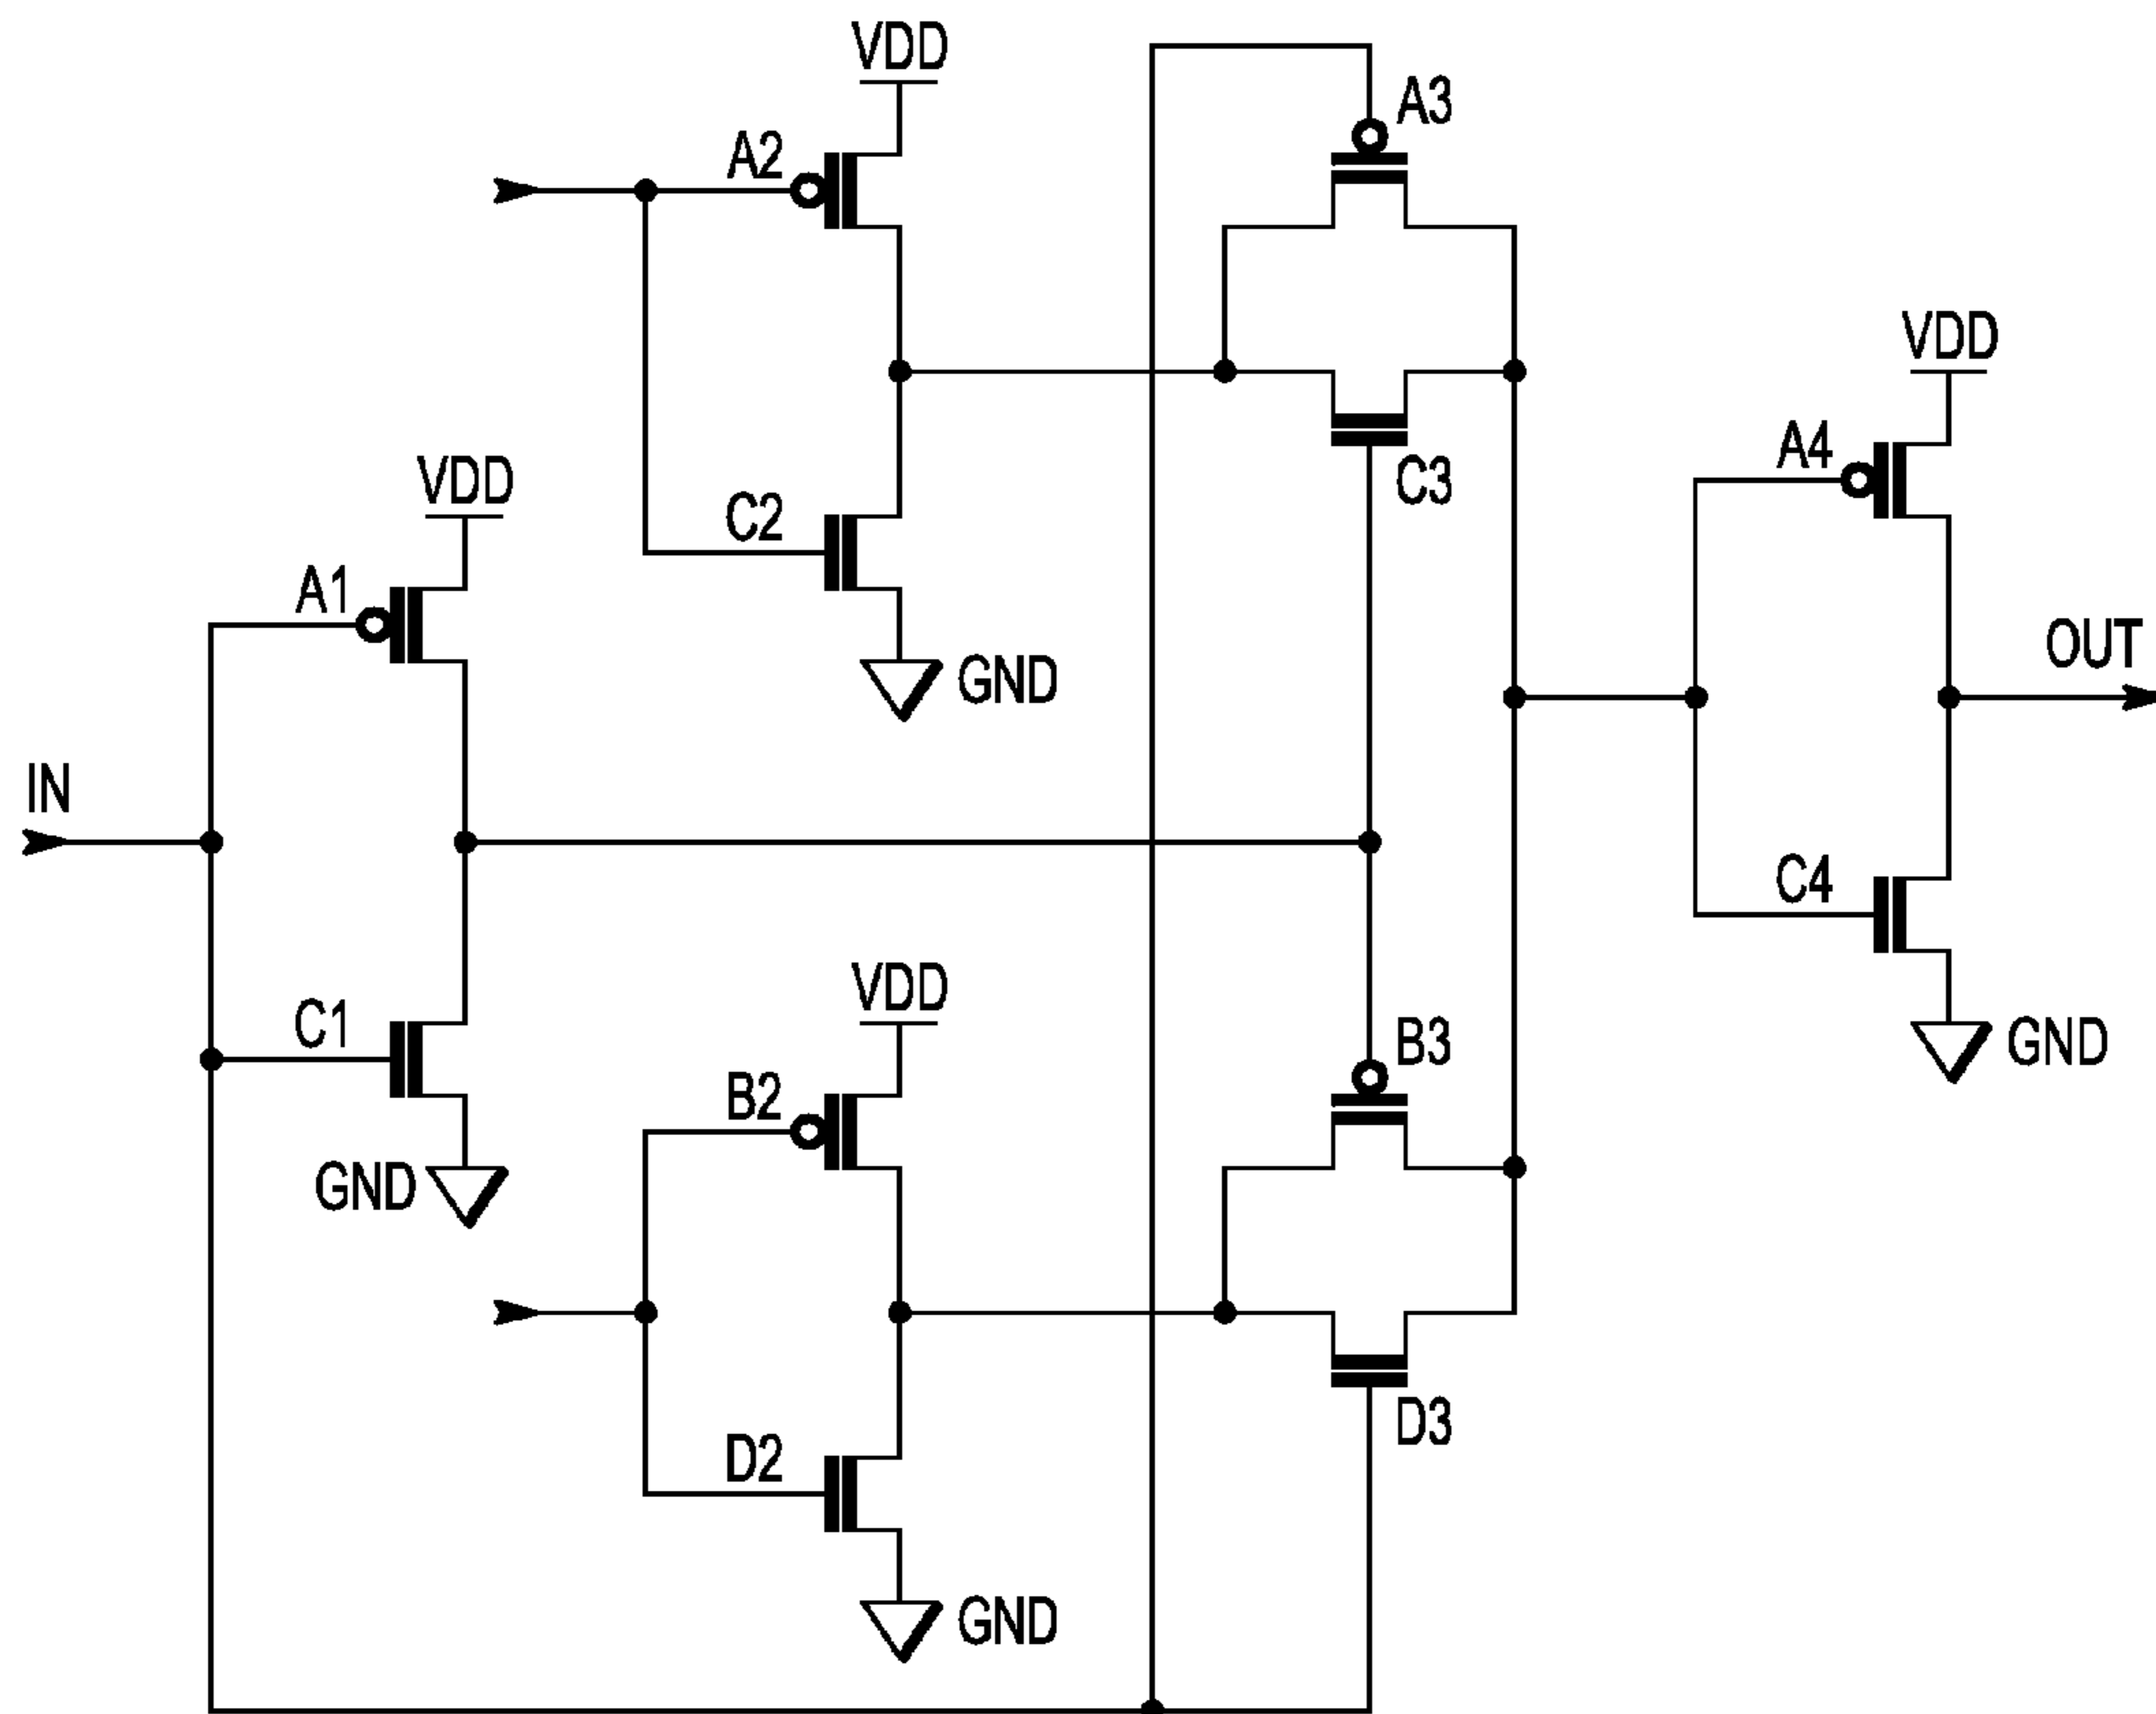 VDD
A3
A2
VDD
A4
VDD
C3
C2
A1
OUT
GND
IN
C4
VDD
C1
B3
GND
B2
GND
D3
D2
GND